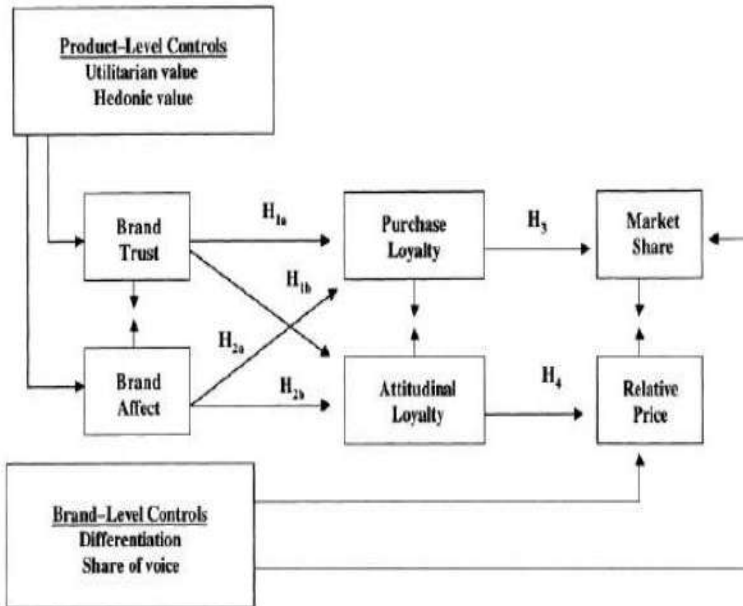 Product–Level Controls
Utilitarian value
Hedonic value
Brand
Trust
H1a
Purchase
Loyalty
H3
Market
Share
H1b
H2a
Brand
Affect
H2b
Attitudinal
Loyalty
H4
Relative
Price
Brand–Level Controls
Differentiation
Share of voice